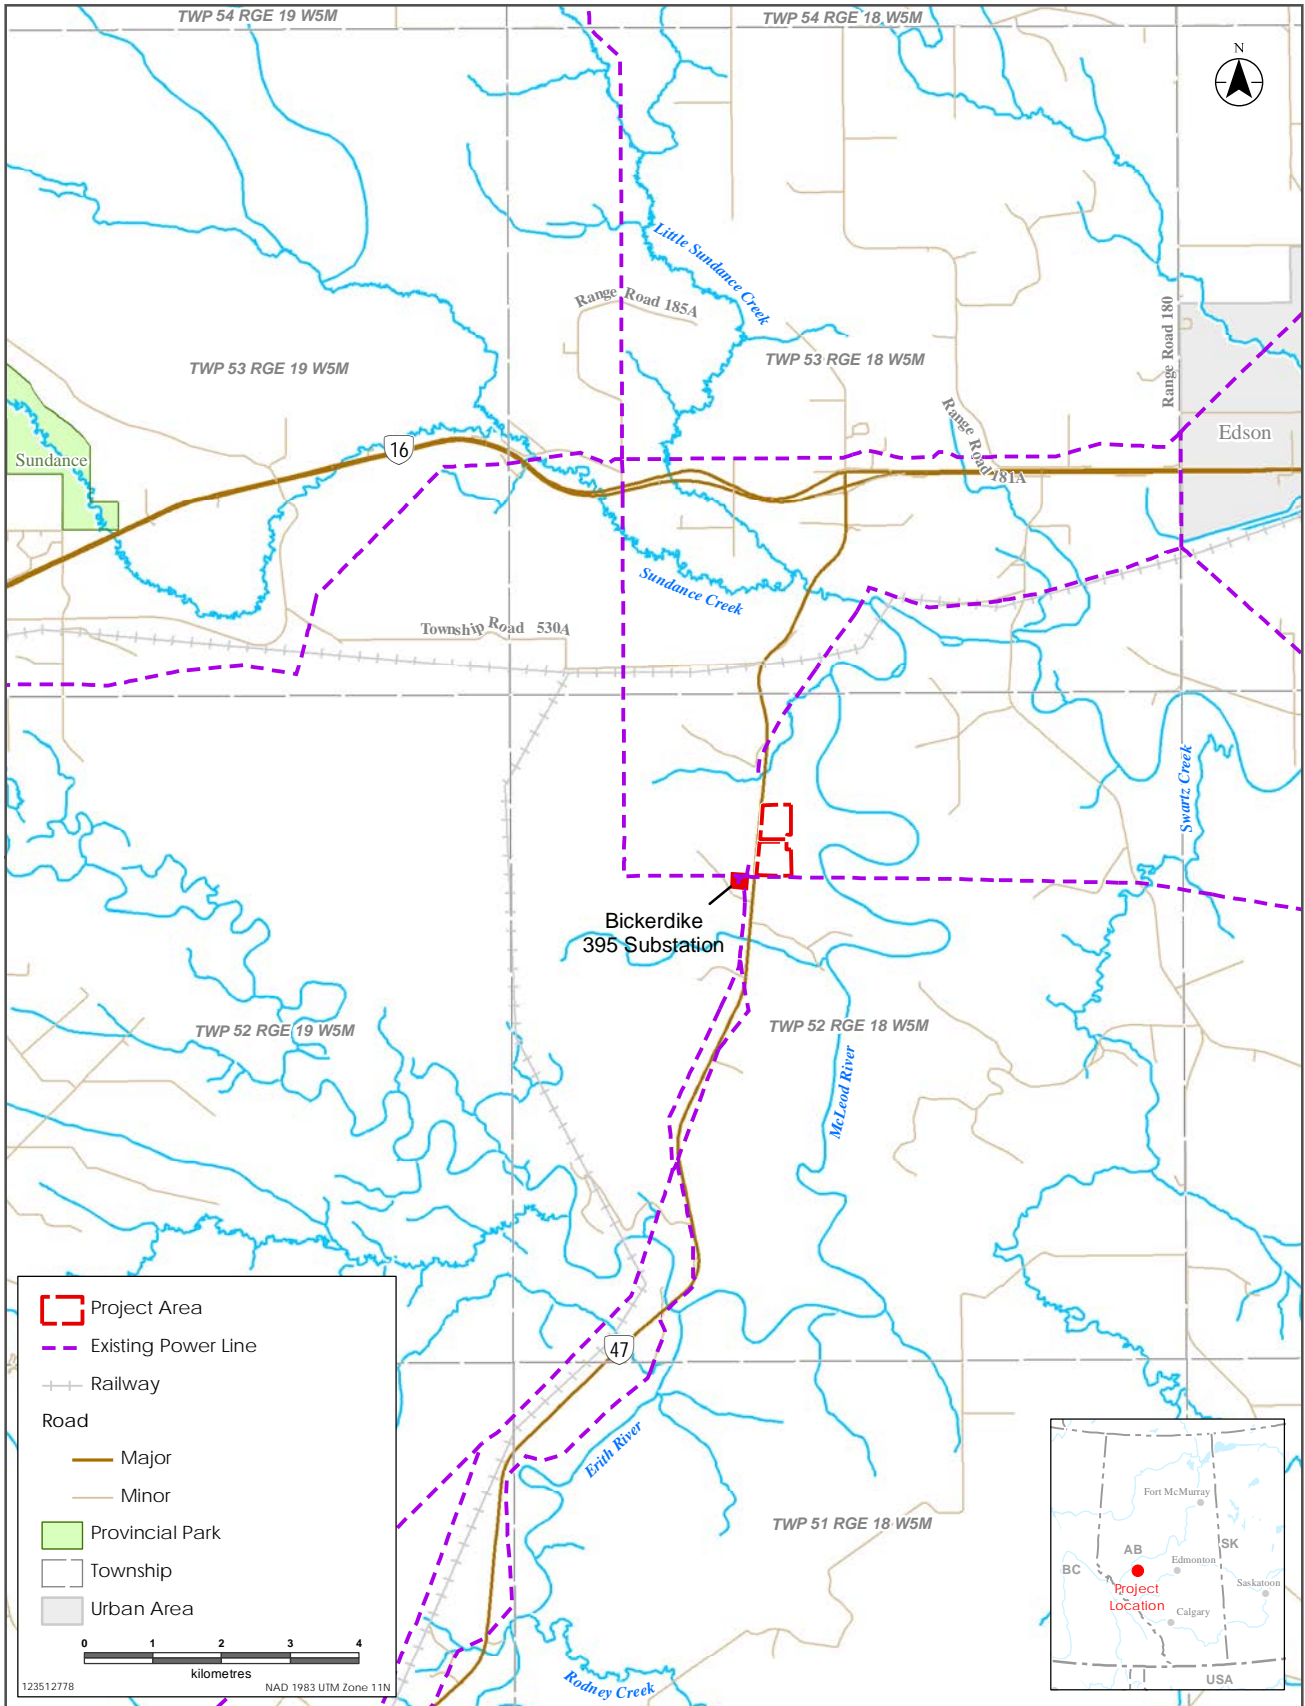 TWP 54 RGE 19 W5M
TWP 54 RGE 18 W5M
N
Little Sundance Creek
Range Road 185A
Range Road 180
TWP 53 RGE 19 W5M
TWP 53 RGE 18 W5M
Range Road 181A
Edson
16
Sundance
Sundance Creek
Township Road 530A
Swartz Creek
Bickerdike
395 Substation
TWP 52 RGE 19 W5M
TWP 52 RGE 18 W5M
McLeod River
47
Erith River
TWP 51 RGE 18 W5M
Rodney Creek
Project Area
Existing Power Line
Railway
Road
Major
Minor
Provincial Park
Township
Urban Area
0 1 2 3 4
kilometres
123512778 NAD 1983 UTM Zone 11N
Fort McMurray
AB
SK
BC
Edmonton
Project
Location
Saskatoon
Calgary
USA